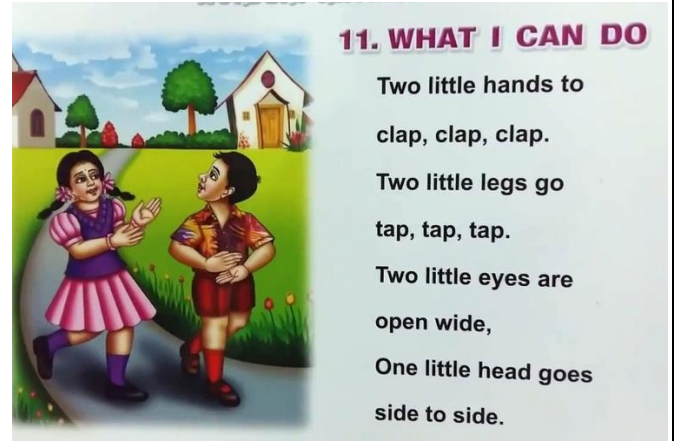 11. WHAT I CAN DO
Two little hands to
clap, clap, clap.
Two little legs go
tap, tap, tap.
Two little eyes are
open wide,
One little head goes
side to side.